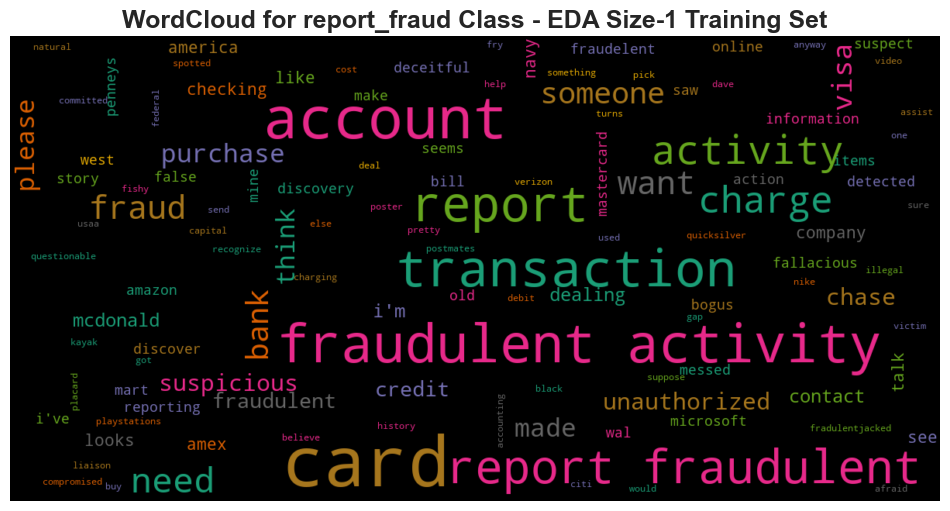 WordCloud for report_fraud Class - EDA Size-1 Training Set
natural
america
spotted
penneys
checking
like
cost
deceitful
fry
navy
fraudelent
something
pick
online
dave
anyway
suspect
video
visa
committed
federal
make
help
someone
saw
turns
information
assist
please
account
west
purchase
seems
deal
activity
items
one
story
false
fishy
mine
discovery
bill
verizon
mastercard
want
action
detected
fraud
send
think
poster
report
charge
sure
usaa
capital
else
pretty
used
quicksilver
company
questionable
recognize
charging
postmates
transaction
fallacious
illegal
amazon
bank
old
debit
dealing
bogus
nike
chase
mcdonald
i'm
gap
kayak
discover
got
fraudulent activity
victim
placard
mart
suspicious
credit
black
suppose
messed
talk
i've
reporting
fraudulent
unauthorized
contact
playstations
history
accounting
made
wal
microsoft
fradulentjacked
see
looks
amex
believe
liaison
card
report fraudulent
compromised
buy
need
citi
would
afraid